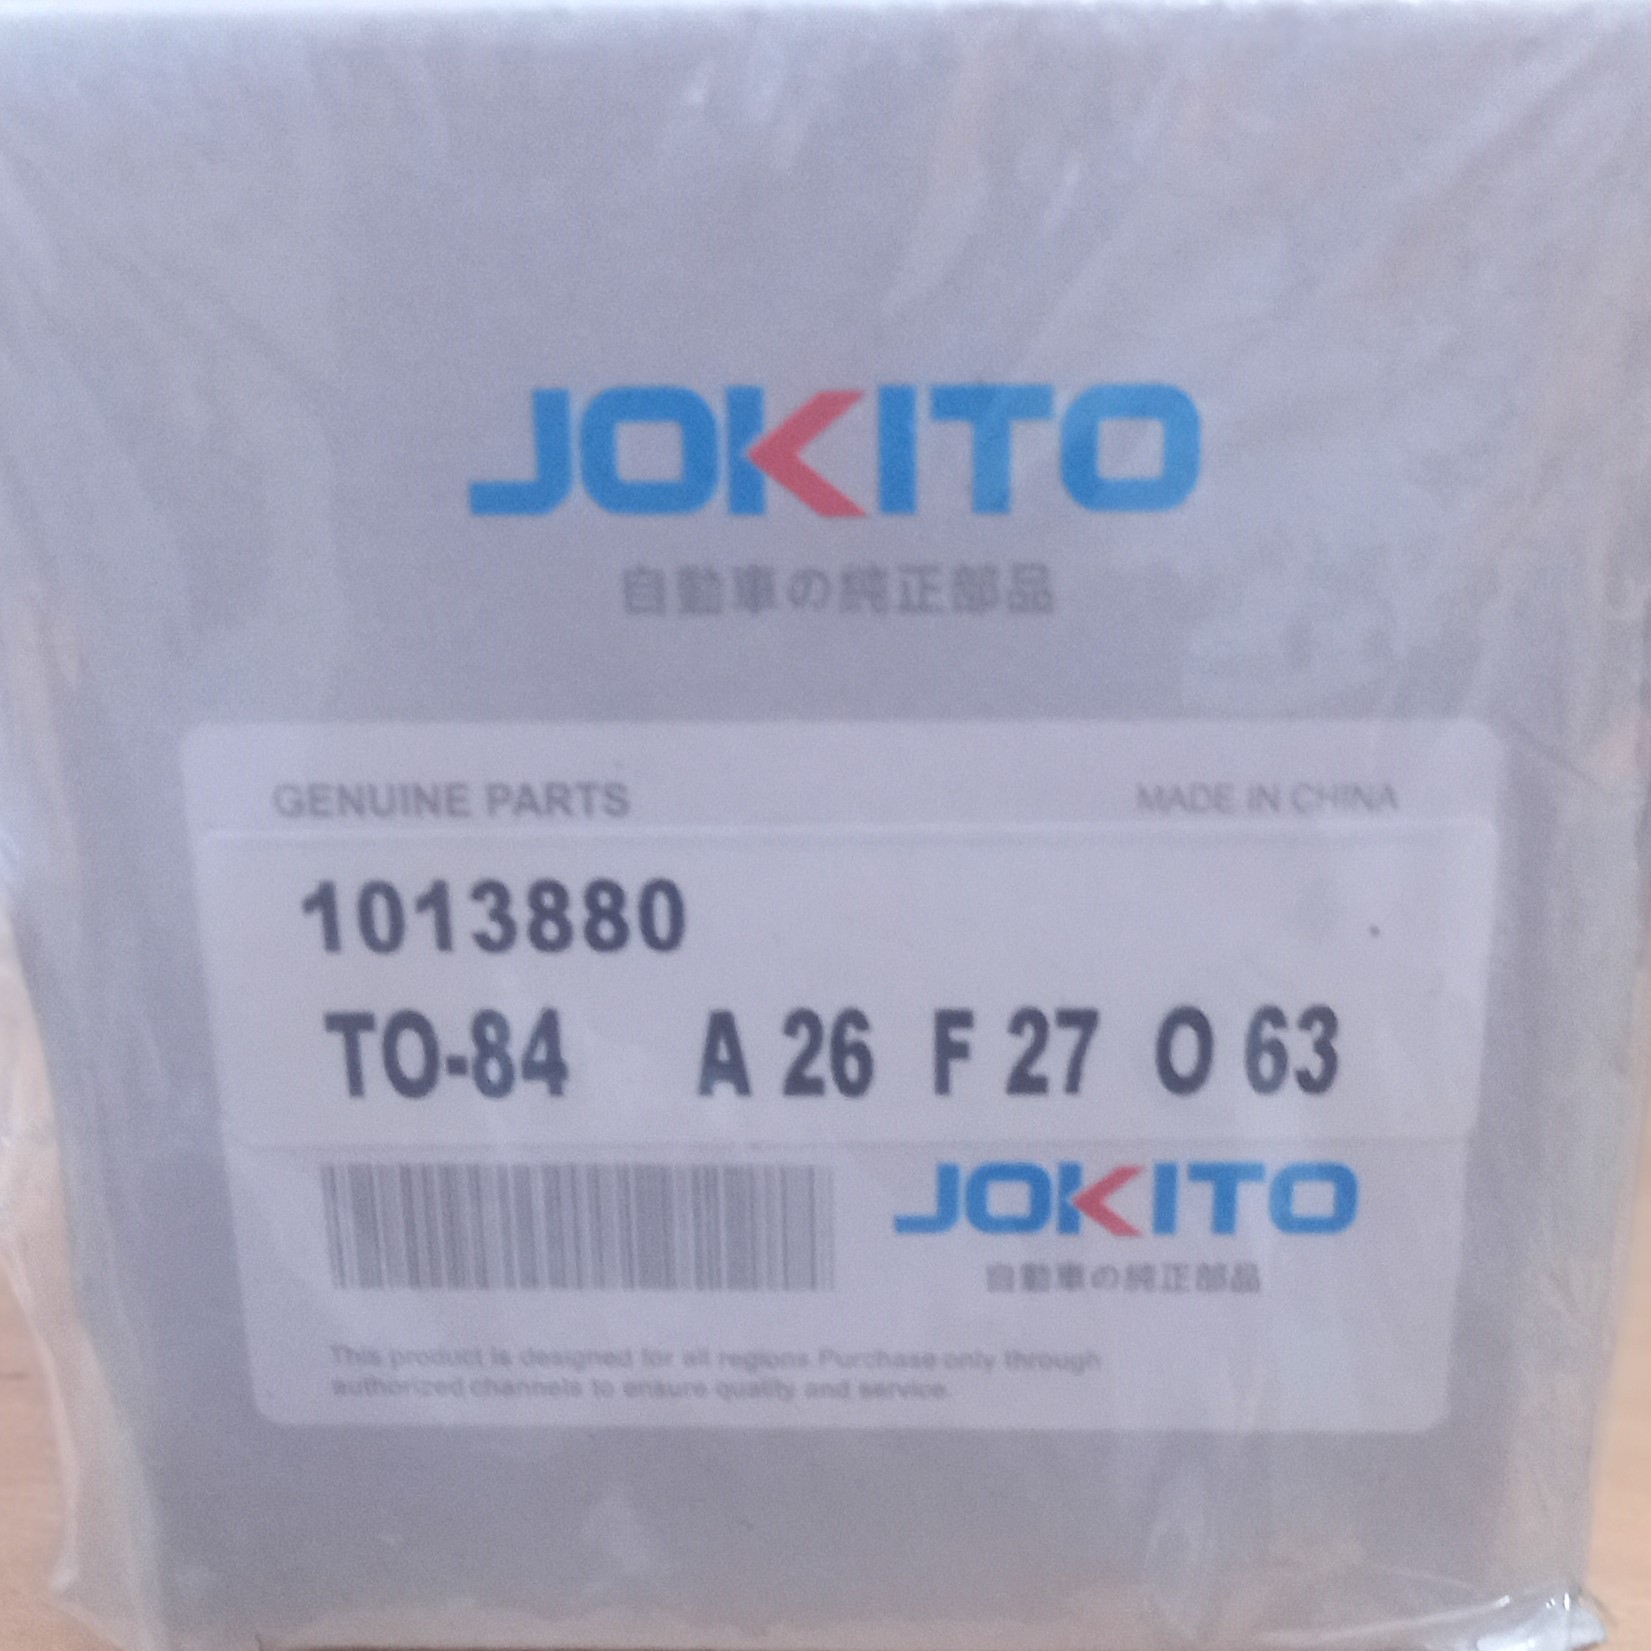 JOKITO
自動車の純正部品
GENUINE PARTS MADE IN CHINA
1013880
TO-84 A 26 F 27 O 63
JOKITO
自動車の純正部品
This product is designed for all regions.Purchase only through
authorized channels to ensure quality and service.